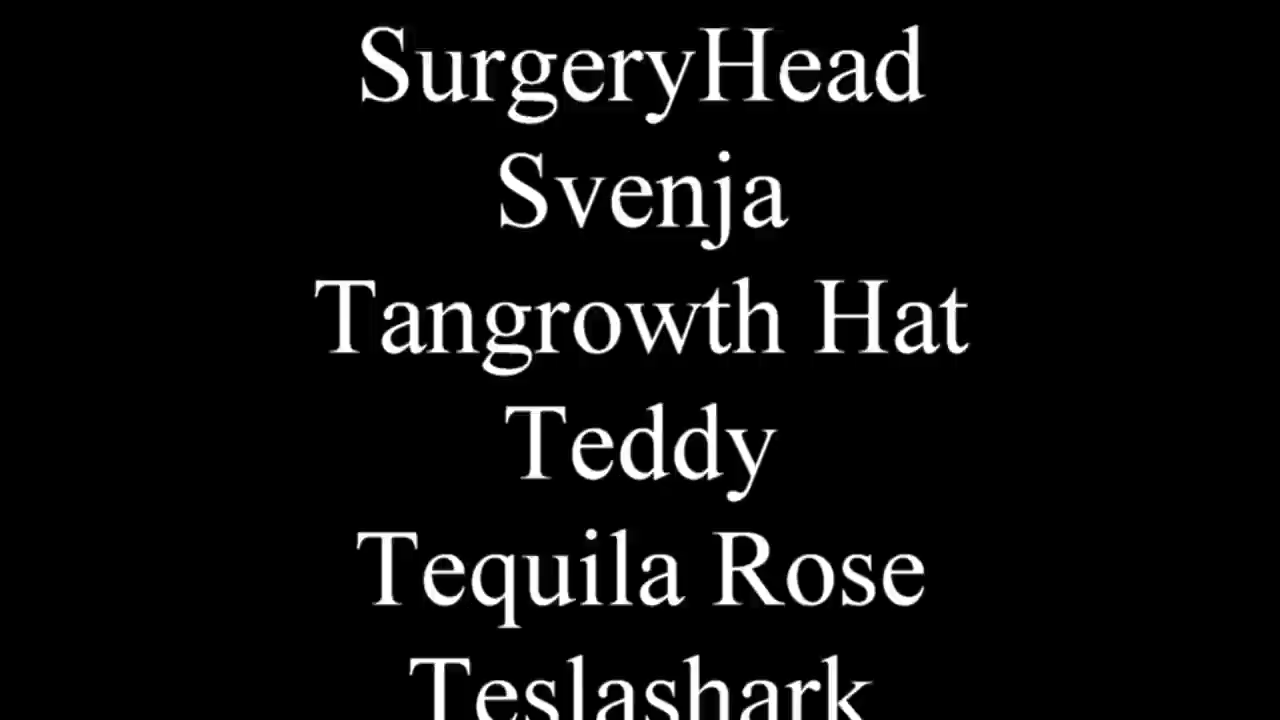 SurgeryHead
Svenja
Tangrowth Hat
Teddy
Tequila Rose
Teslashark